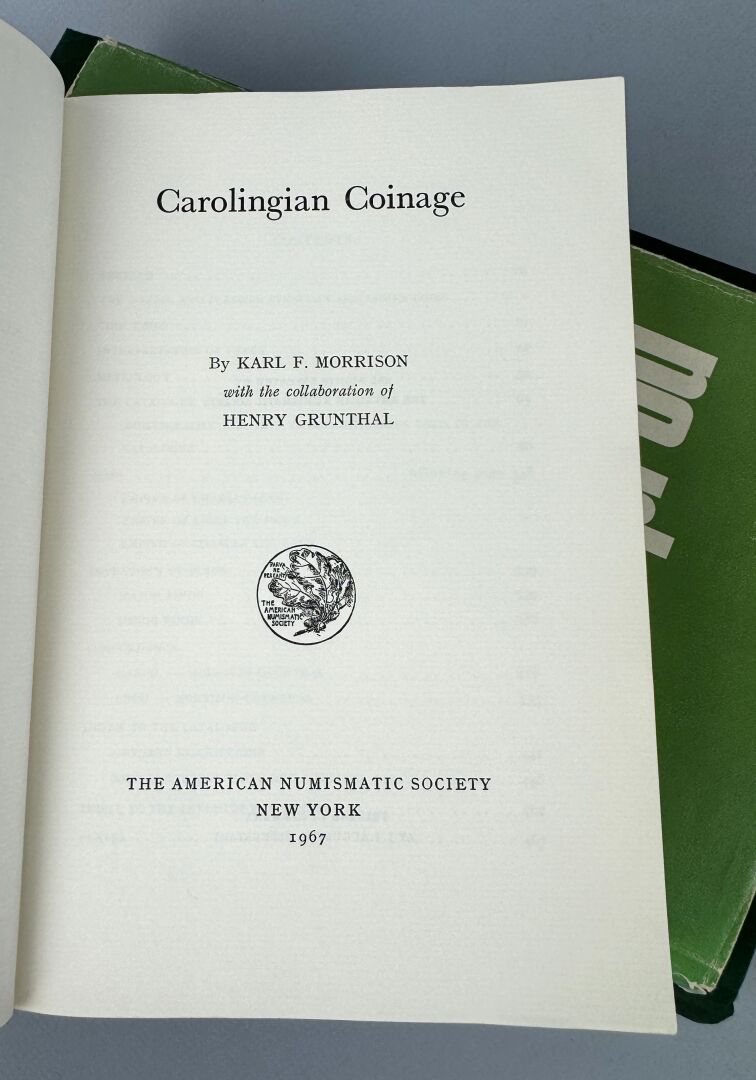 Carolingian Coinage
By KARL F. MORRISON
with the collaboration of
HENRY GRUNTHAL
PARVA
NE
PEREANT
THE
AMERICAN
NUMISMATIC
SOCIETY
THE AMERICAN NUMISMATIC SOCIETY
NEW YORK
1967